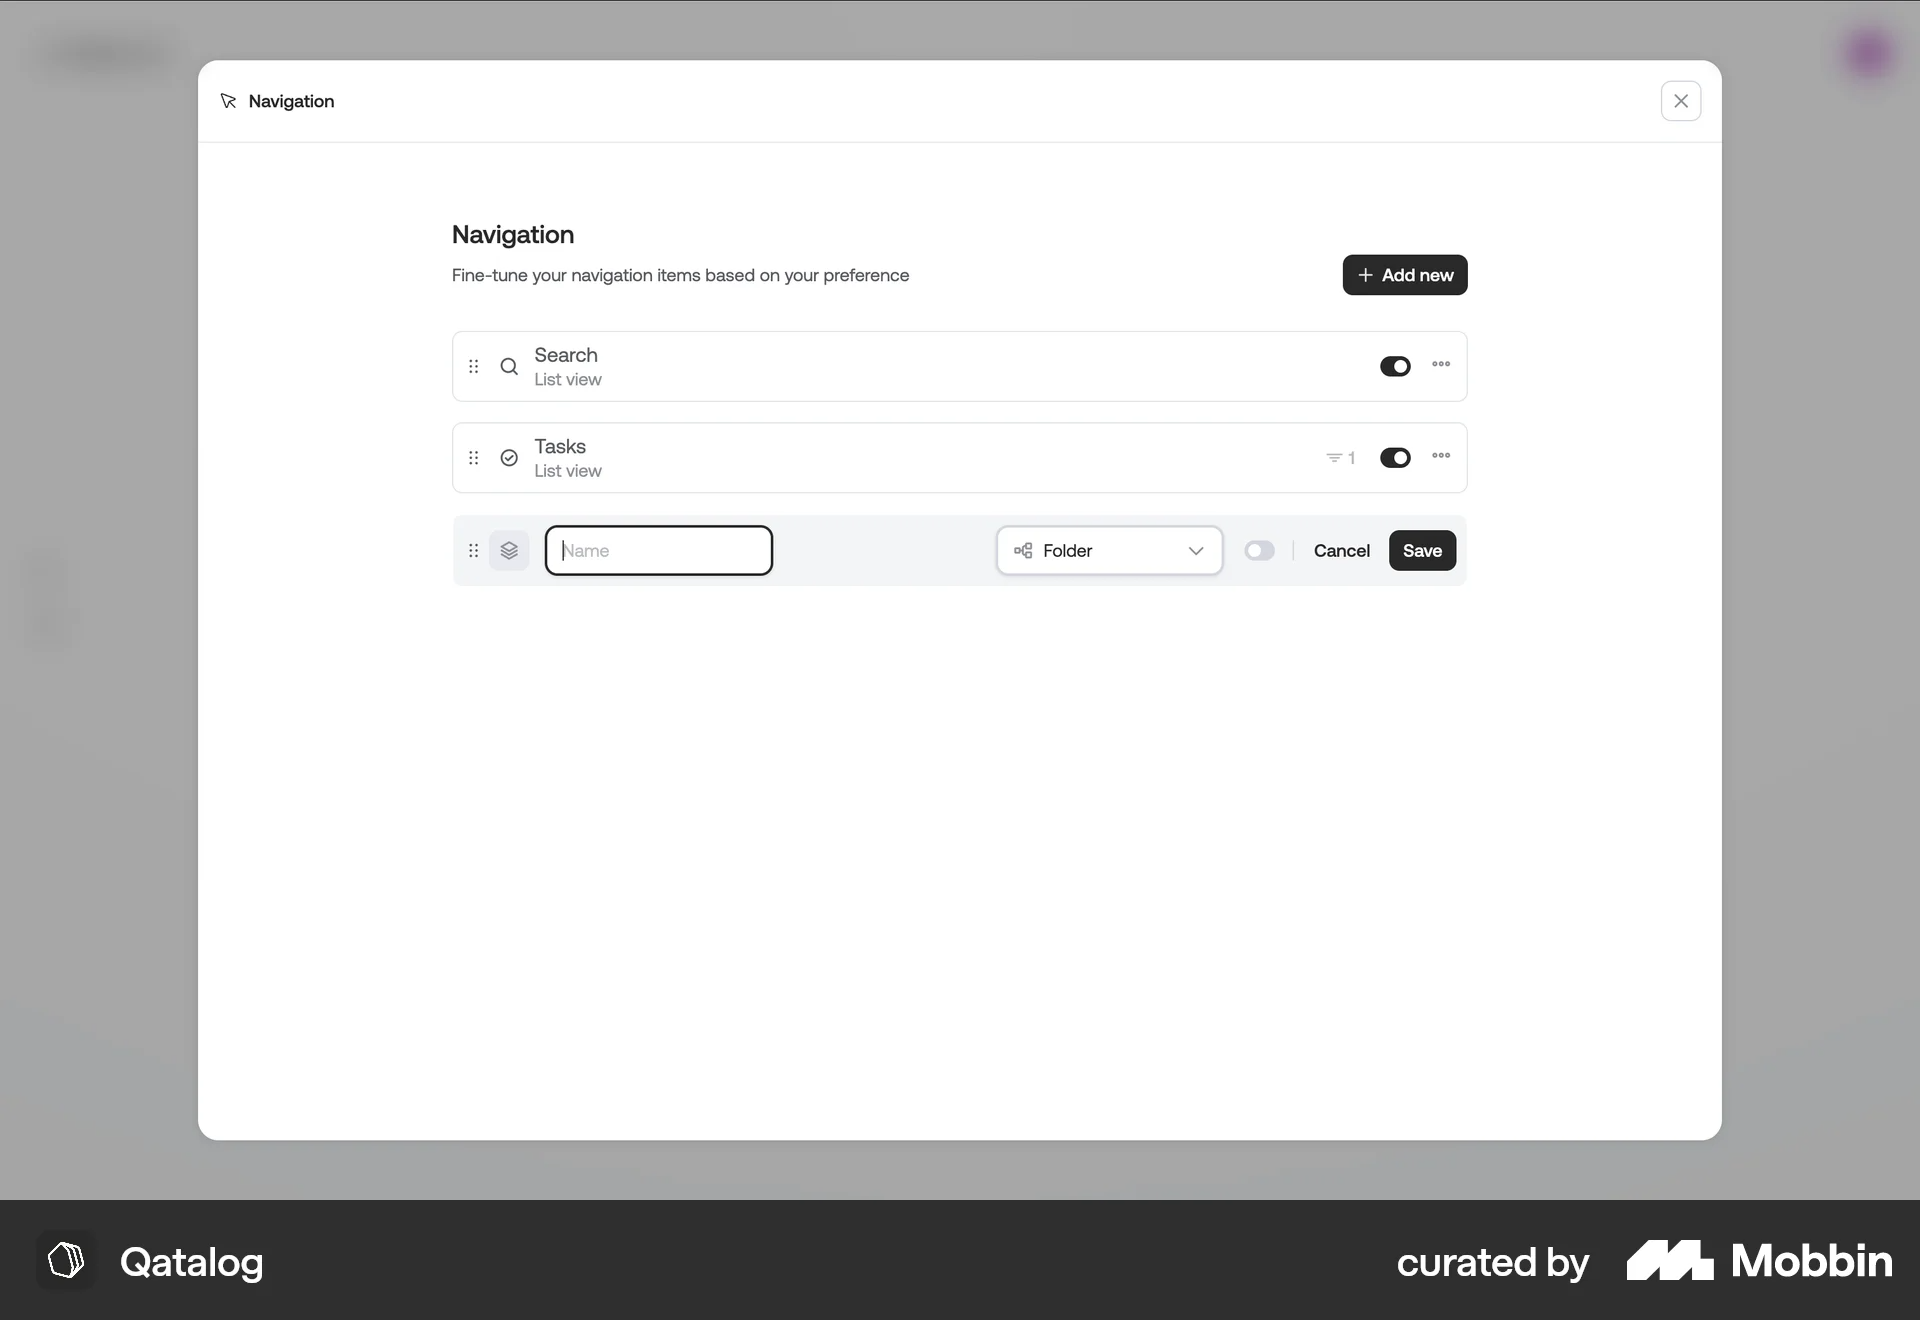 Navigation
Navigation
Fine-tune your navigation items based on your preference
Add new
Search
List view
Tasks
List view
1
Name
Folder
Cancel
Save
Qatalog
curated by
Mobbin